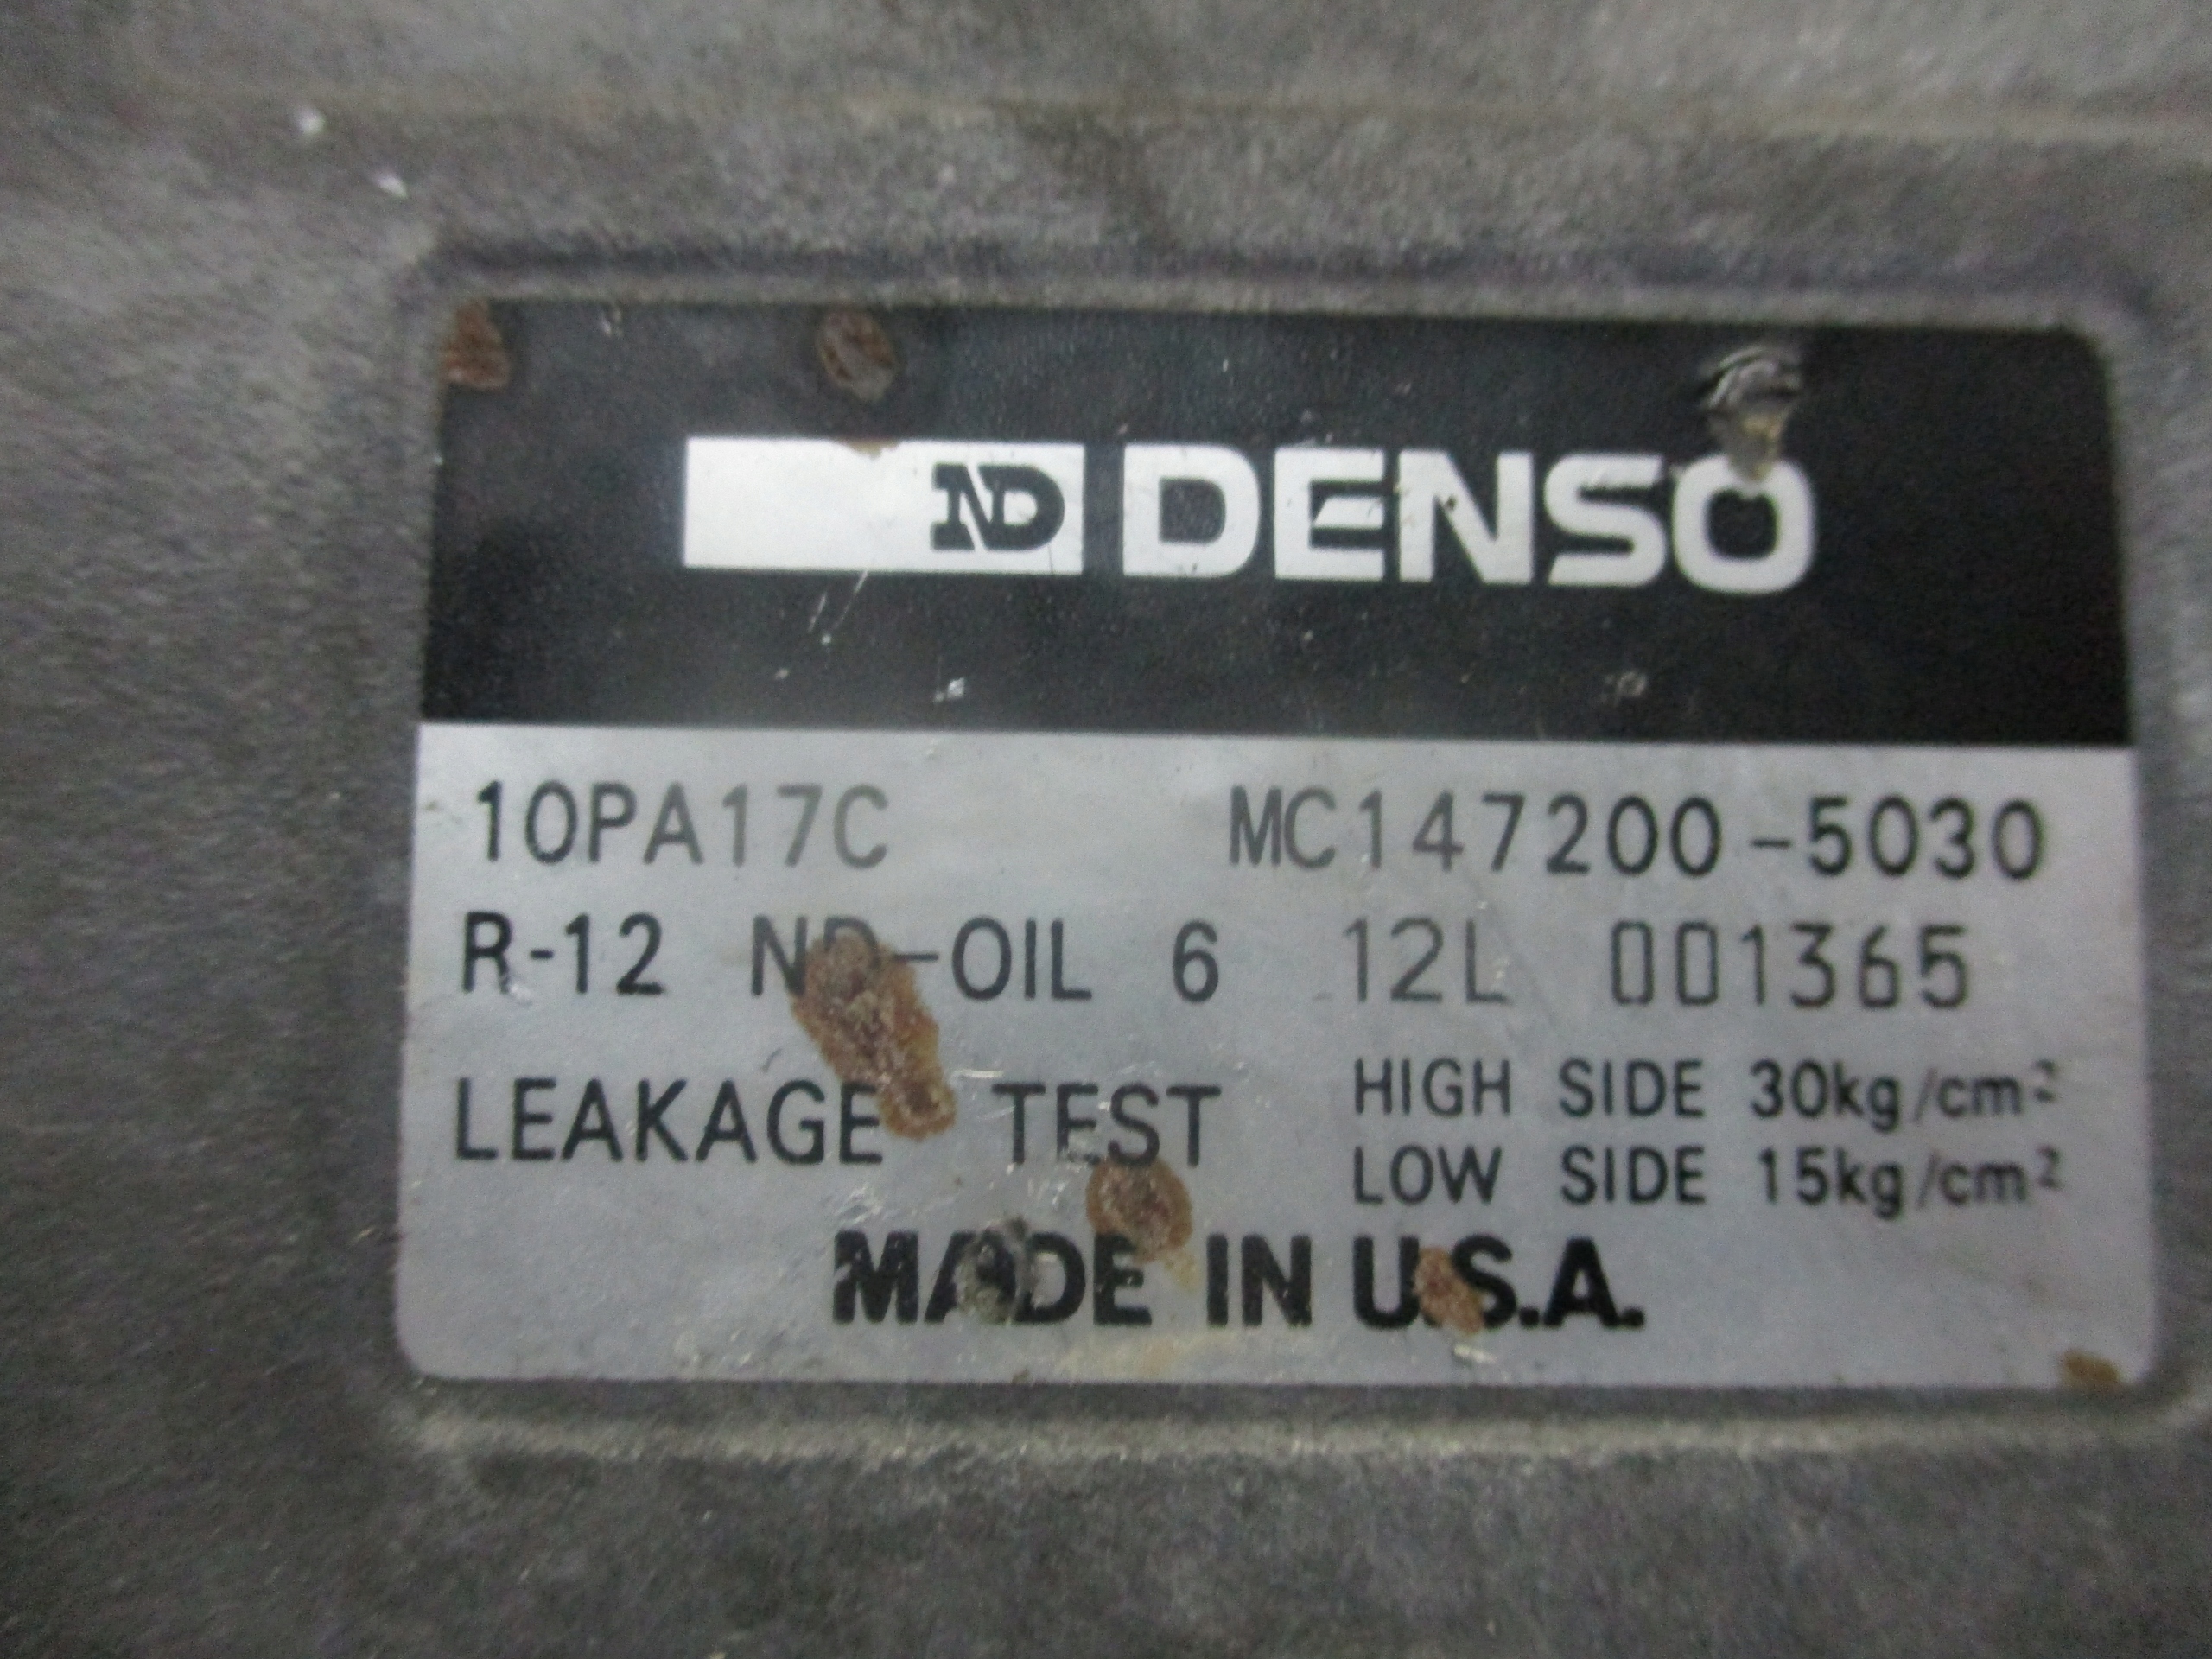 ND DENSO
10PA17C MC147200-5030
R-12 ND-OIL 6 12L 001365
LEAKAGE TEST HIGH SIDE 30kg/cm²
LOW SIDE 15kg/cm²
MADE IN U.S.A.